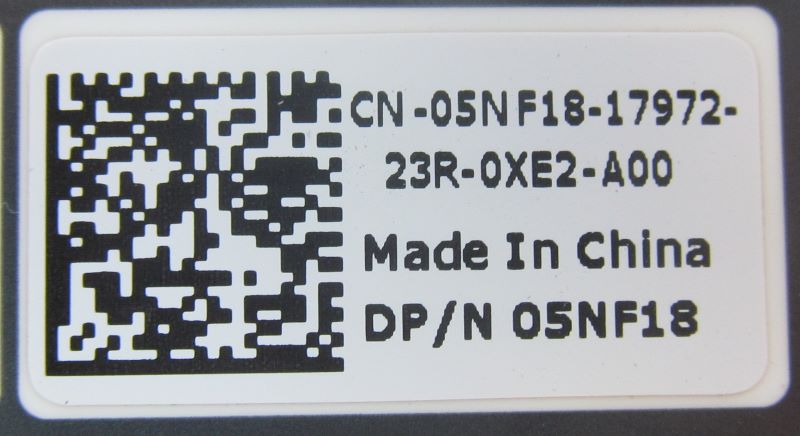 CN-05NF18-17972-
23R-0XE2-A00
Made In China
DP/N 05NF18